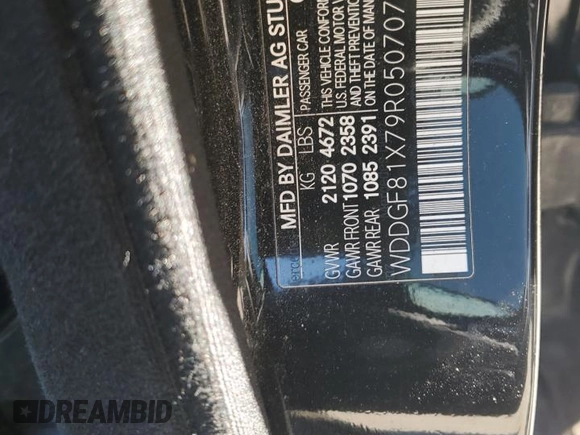 MFD BY DAIMLER AG STU
KG LBS PASSENGER CAR
GVWR 2120 4672 THIS VEHICLE CONFOR
GAWR FRONT 1070 2358 U.S. FEDERAL MOTOR V
GAWR REAR 1085 2391 AND THEFT PREVENTION
ON THE DATE OF MAN
WDDGF81X79R050707
DREAMBID